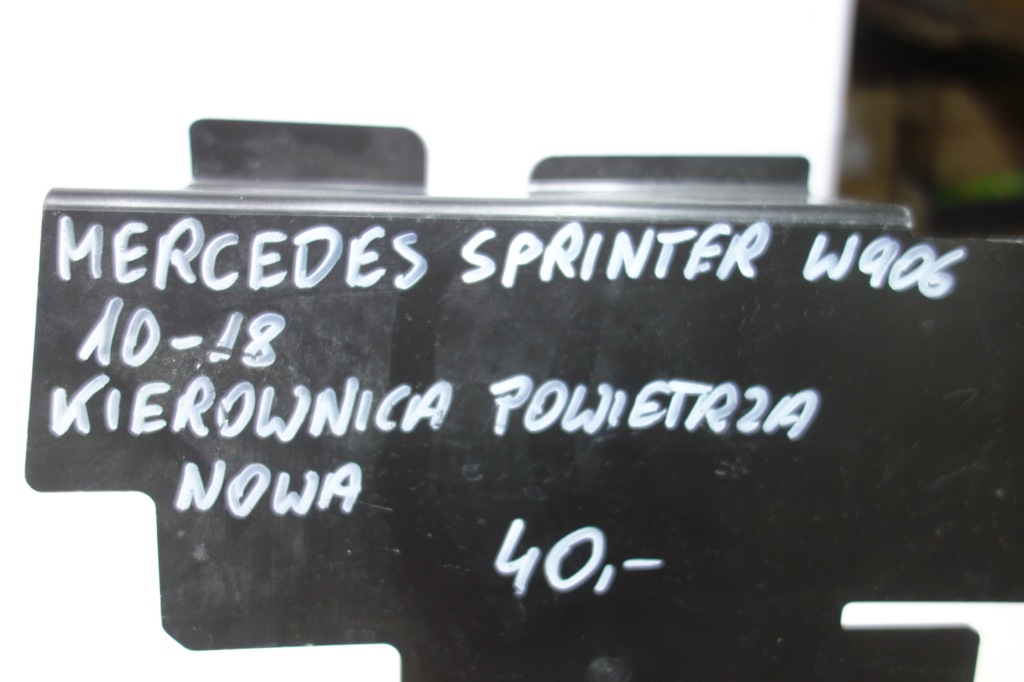 MERCEDES SPRINTER W906
10-18
KIEROWNICA POWIETRZA
NOWA
40,-